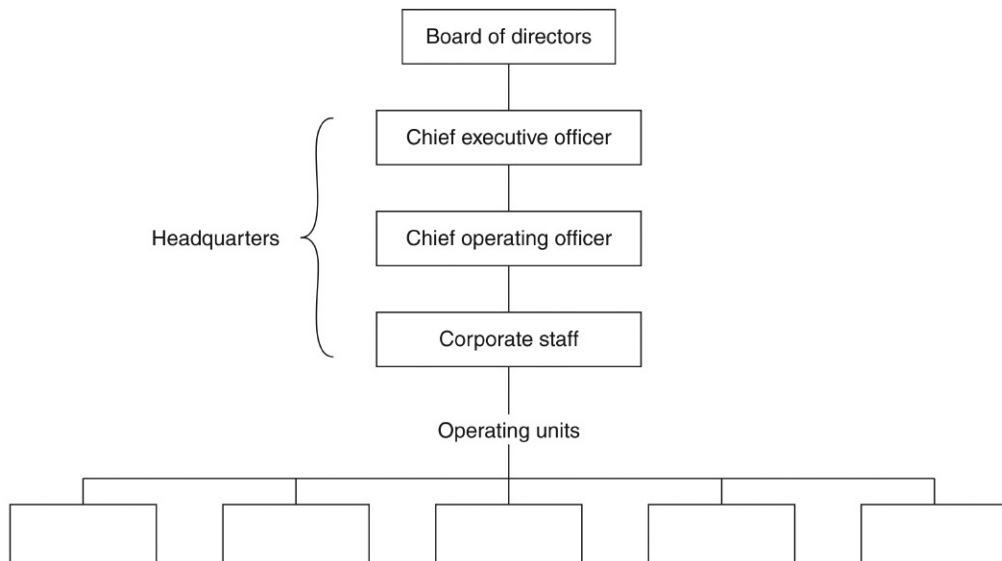 Board of directors
Chief executive officer
Headquarters
Chief operating officer
Corporate staff
Operating units